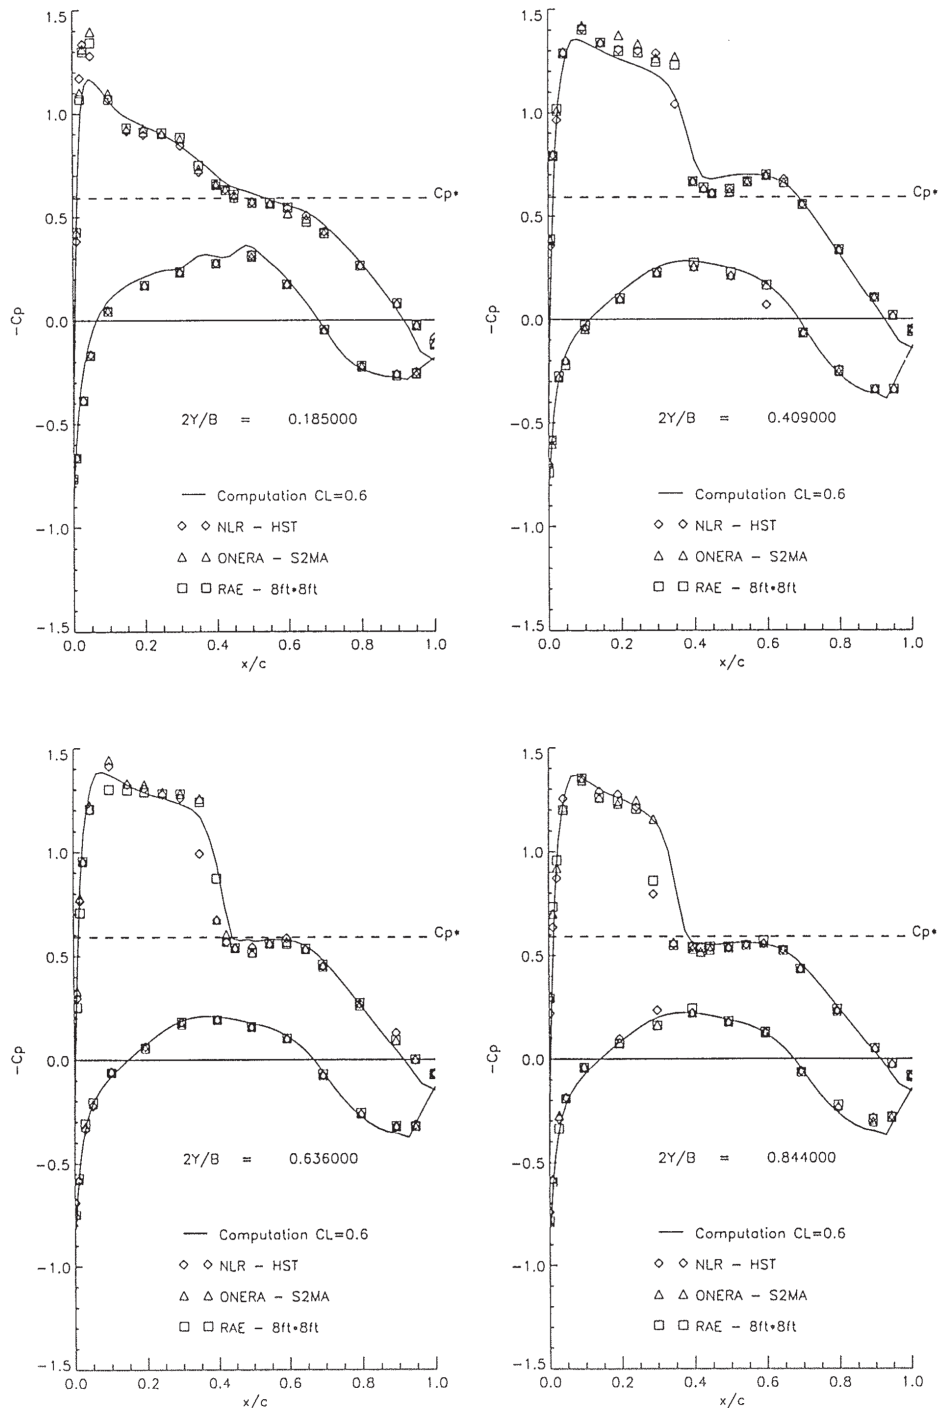 1.5
1.0
0.5
0.0
−0.5
−1.0
−1.5
−Cp
Cp*
2Y/B = 0.185000
Computation CL=0.6
NLR − HST
ONERA − S2MA
RAE − 8ft•8ft
0.0 0.2 0.4 0.6 0.8 1.0
x/c
1.5
1.0
0.5
0.0
−0.5
−1.0
−1.5
−Cp
Cp*
2Y/B = 0.409000
Computation CL=0.6
NLR − HST
ONERA − S2MA
RAE − 8ft•8ft
0.0 0.2 0.4 0.6 0.8 1.0
x/c
1.5
1.0
0.5
0.0
−0.5
−1.0
−1.5
−Cp
Cp*
2Y/B = 0.636000
Computation CL=0.6
NLR − HST
ONERA − S2MA
RAE − 8ft•8ft
0.0 0.2 0.4 0.6 0.8 1.0
x/c
1.5
1.0
0.5
0.0
−0.5
−1.0
−1.5
−Cp
Cp*
2Y/B = 0.844000
Computation CL=0.6
NLR − HST
ONERA − S2MA
RAE − 8ft•8ft
0.0 0.2 0.4 0.6 0.8 1.0
x/c